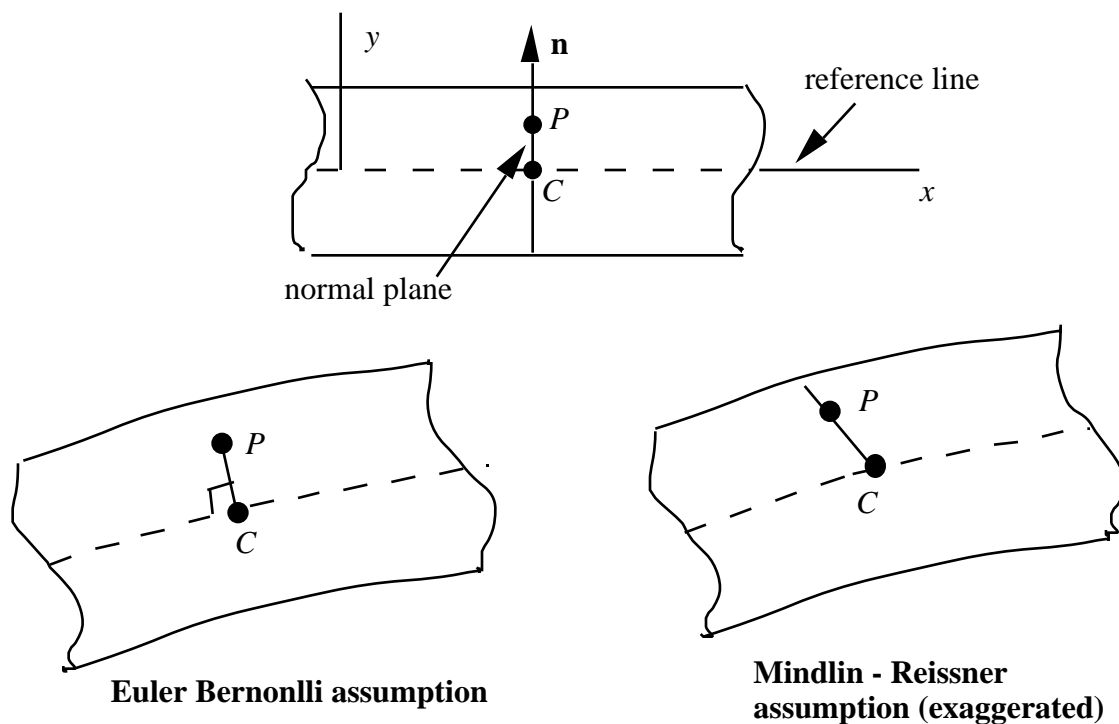 y
n
reference line
P
C
x
normal plane
P
C
P
C
Euler Bernonlli assumption
Mindlin - Reissner
assumption (exaggerated)